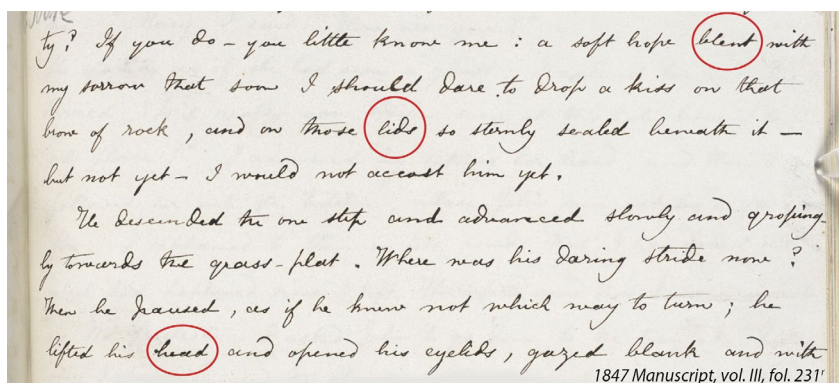 ty? If you do – you little know me : a soft hope blent with
my sorrow that soon I should dare to drop a kiss on that
brow of rock, and on those lids so sternly sealed beneath it –
but not yet – I would not accost him yet.
He descended the one step and advanced slowly and groping
ly towards the grass-plat. Where was his daring stride now?
Then he paused, as if he knew not which way to turn; he
lifted his head and opened his eyelids, gazed blank and with
1847 Manuscript, vol. III, fol. 231r